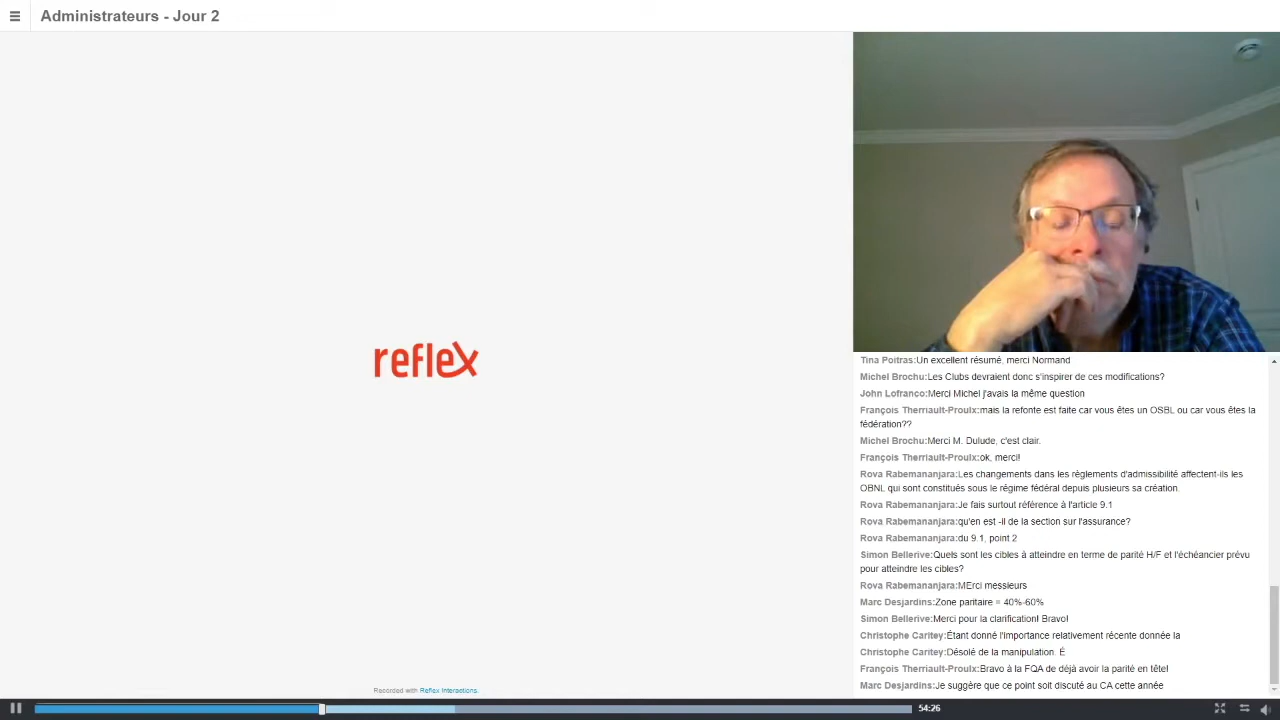 Administrateurs - Jour 2
reflex
Recorded with Reflex Interactions.
Tina Poitras:Un excellent résumé, merci Normand
Michel Brochu:Les Clubs devraient donc s'inspirer de ces modifications?
John Lofranco:Merci Michel j'avais la même question
François Therriault-Proulx:mais la refonte est faite car vous êtes un OSBL ou car vous êtes la
fédération??
Michel Brochu:Merci M. Dulude, c'est clair.
François Therriault-Proulx:ok, merci!
Rova Rabemananjara:Les changements dans les règlements d'admissibilité affectent-ils les
OBNL qui sont constitués sous le régime fédéral depuis plusieurs sa création.
Rova Rabemananjara:Je fais surtout référence à l'article 9.1
Rova Rabemananjara:qu'en est -il de la section sur l'assurance?
Rova Rabemananjara:du 9.1, point 2
Simon Bellerive:Quels sont les cibles à atteindre en terme de parité H/F et l'échéancier prévu
pour atteindre les cibles?
Rova Rabemananjara:MErci messieurs
Marc Desjardins:Zone paritaire = 40%-60%
Simon Bellerive:Merci pour la clarification! Bravo!
Christophe Caritey:Étant donné l'importance relativement récente donnée la
Christophe Caritey:Désolé de la manipulation. É
François Therriault-Proulx:Bravo à la FQA de déjà avoir la parité en tête!
Marc Desjardins:Je suggère que ce point soit discuté au CA cette année
54:26